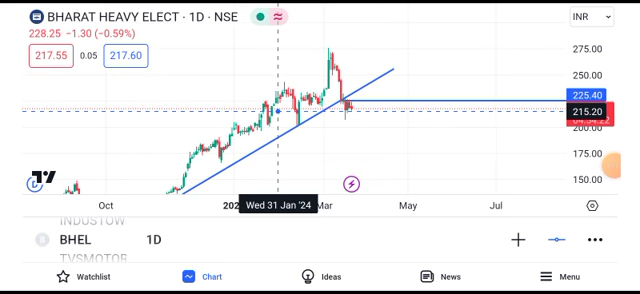 BHARAT HEAVY ELECT · 1D · NSE
INR
228.25 −1.30 (−0.59%)
217.55 0.05 217.60
275.00
250.00
225.40
215.20
200.00
175.00
150.00
Oct Wed 31 Jan '24 Mar May Jul
INDUSTOW
BHEL 1D
TVSMOTOR
Watchlist Chart Ideas News Menu